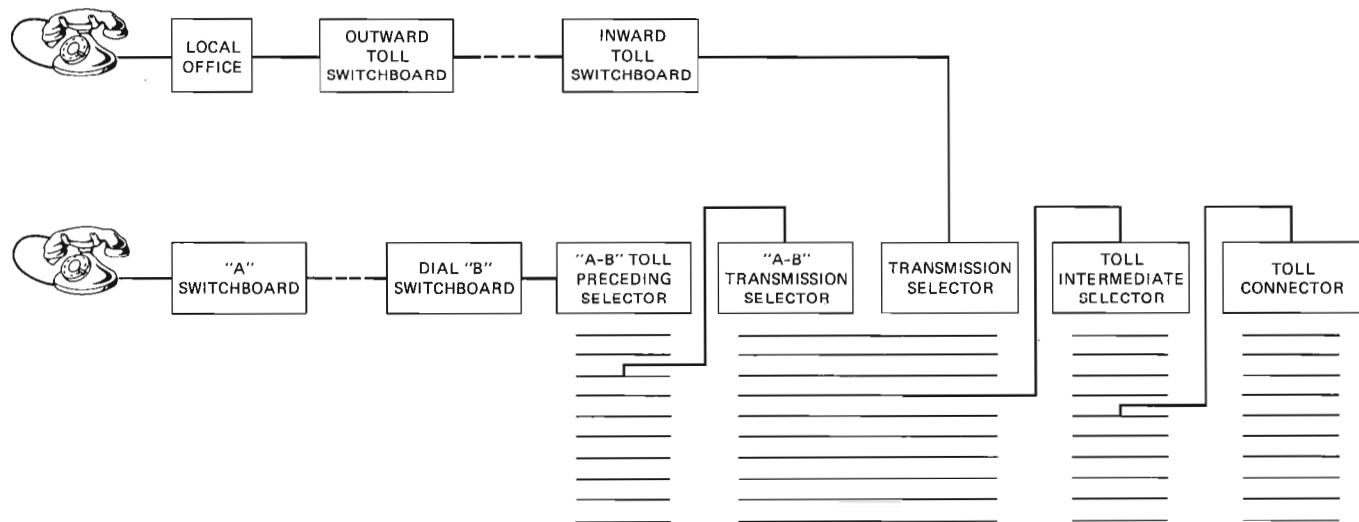 LOCAL
OFFICE
OUTWARD
TOLL
SWITCHBOARD
INWARD
TOLL
SWITCHBOARD
"A"
SWITCHBOARD
DIAL "B"
SWITCHBOARD
"A-B" TOLL
PRECEDING
SELECTOR
"A-B"
TRANSMISSION
SELECTOR
TRANSMISSION
SELECTOR
TOLL
INTERMEDIATE
SELECTOR
TOLL
CONNECTOR